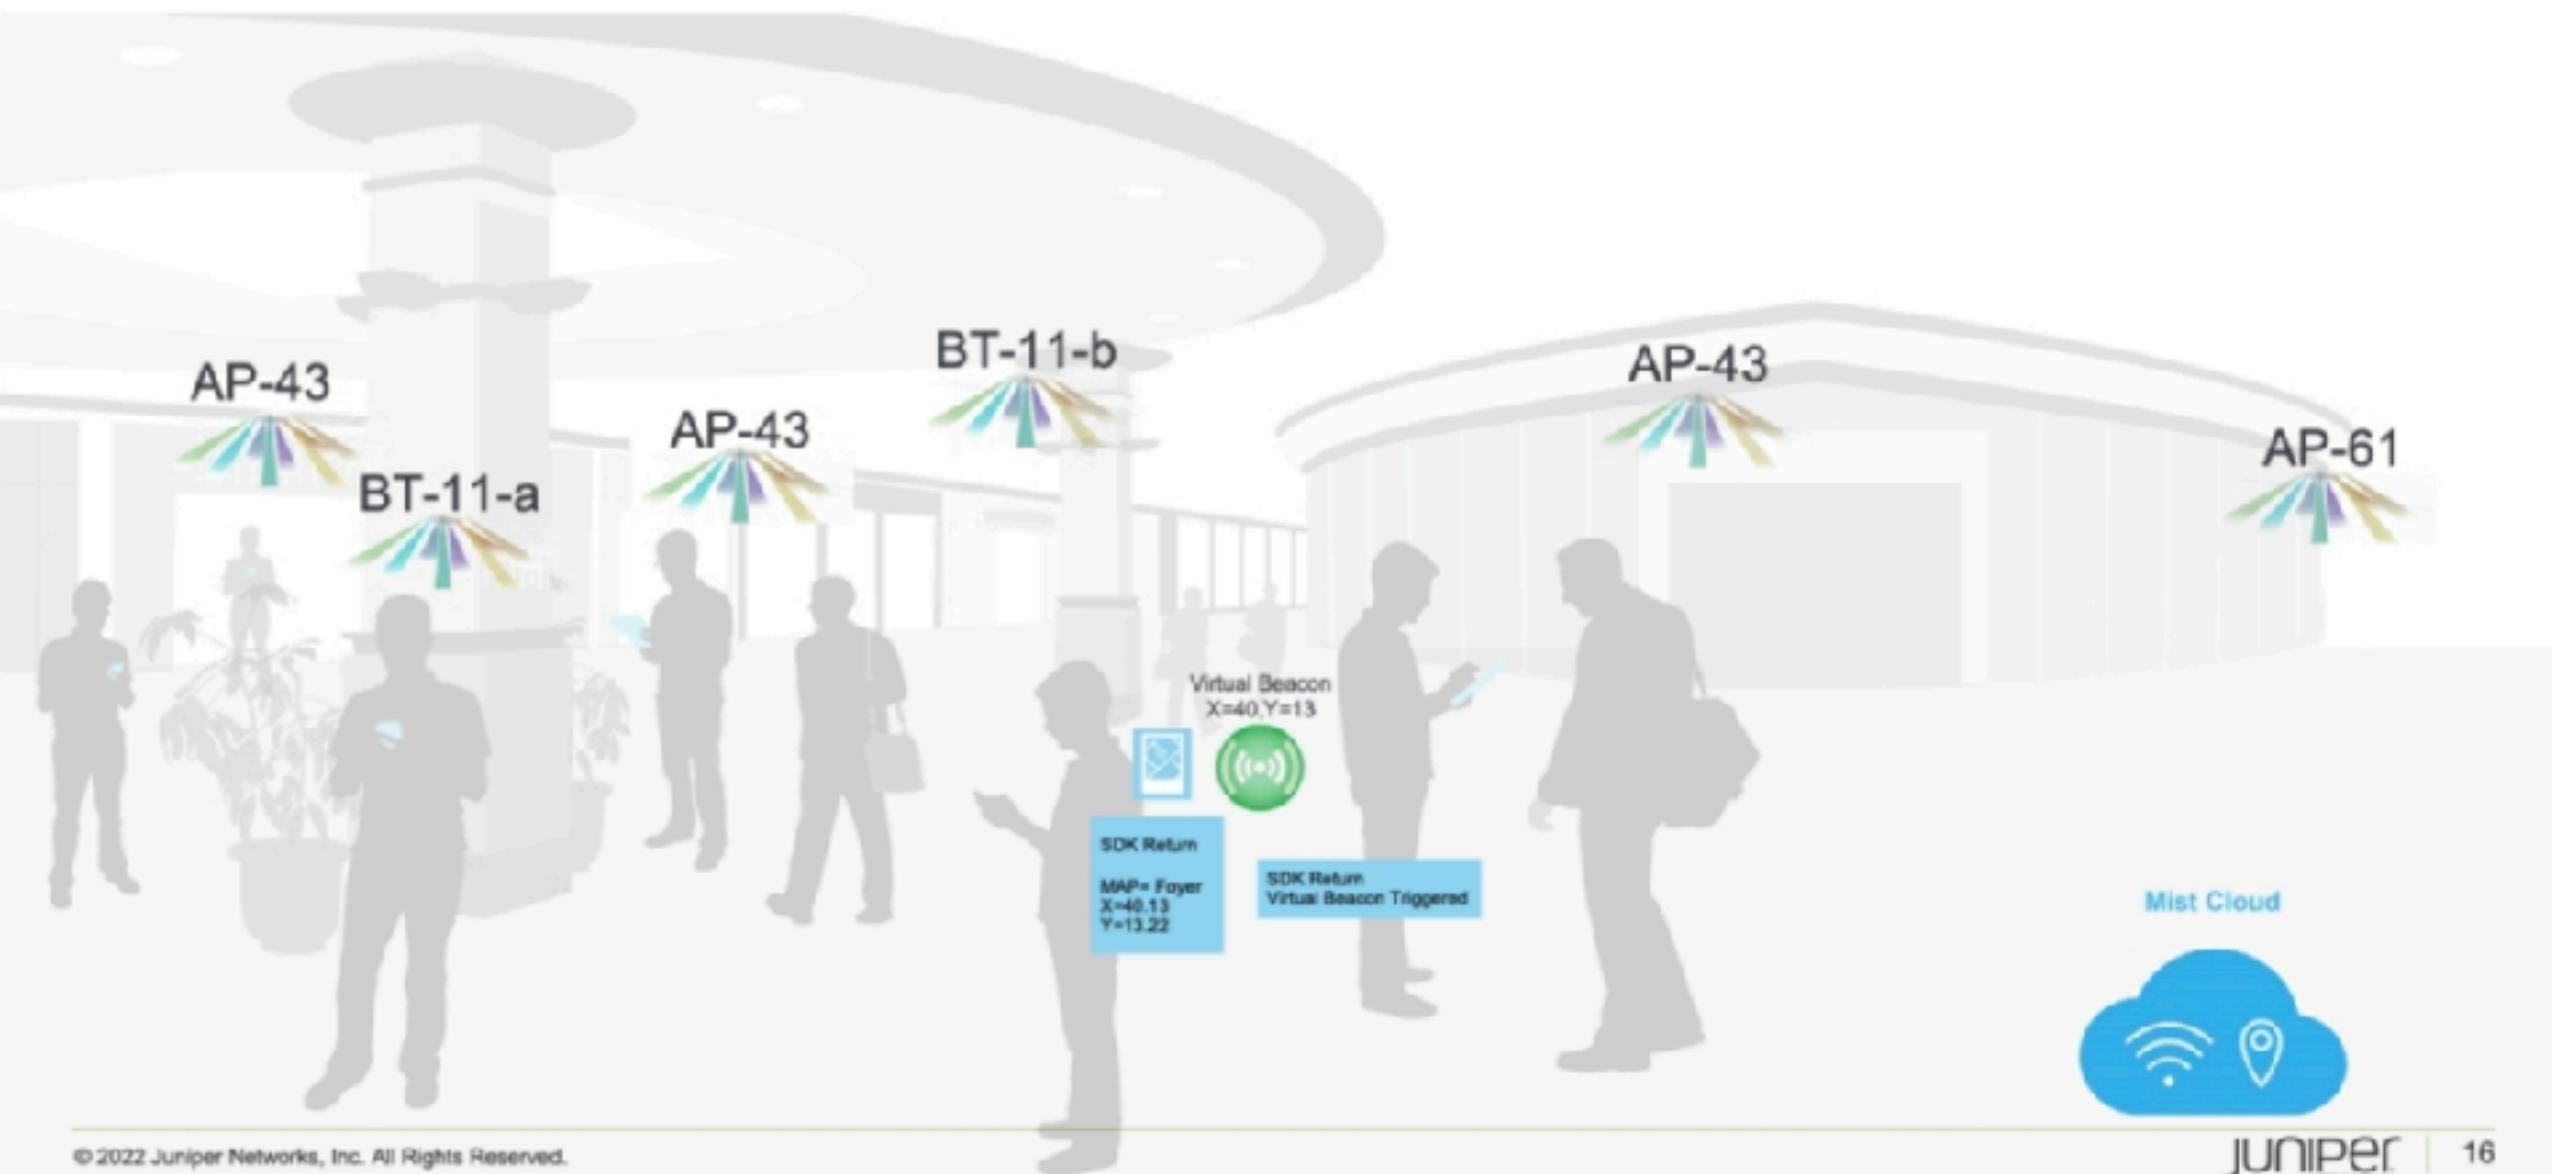 BT-11-b
AP-43
AP-43
AP-43
AP-61
BT-11-a
Virtual Beacon
X=40,Y=13
SDK Return
MAP= Foyer
X=40.13
Y=13.22
SDK Return
Virtual Beacon Triggered
Mist Cloud
© 2022 Juniper Networks, Inc. All Rights Reserved.
JUNIPEr
16